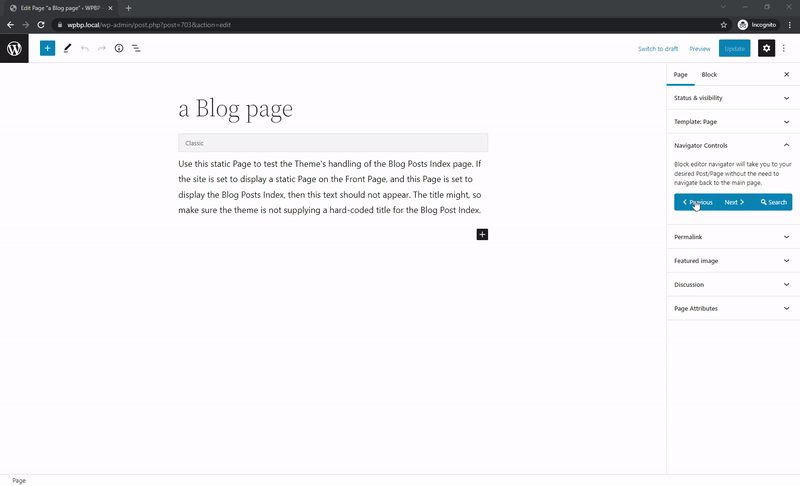 Edit Page "a Blog page" ‹ WPBP
wpbp.local/wp-admin/post.php?post=703&action=edit
Incognito
Switch to draft
Preview
Update
Page
Block
a Blog page
Classic
Use this static Page to test the Theme's handling of the Blog Posts Index page. If
the site is set to display a static Page on the Front Page, and this Page is set to
display the Blog Posts Index, then this text should not appear. The title might, so
make sure the theme is not supplying a hard-coded title for the Blog Post Index.
Status & visibility
Template: Page
Navigator Controls
Block editor navigator will take you to your
desired Post/Page without the need to
navigate back to the main page.
Previous
Next
Search
Permalink
Featured image
Discussion
Page Attributes
Page